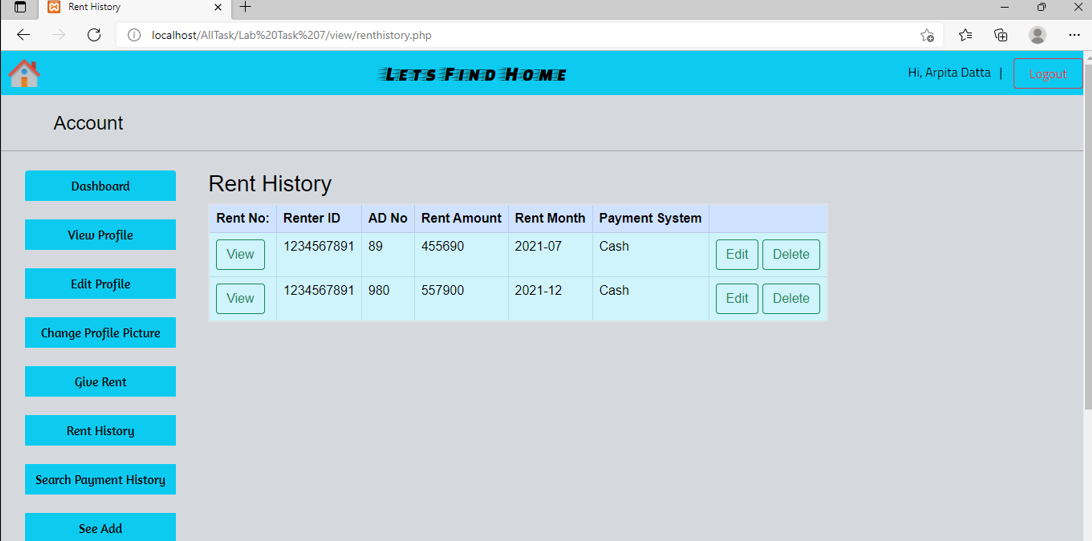 Rent History
localhost/AllTask/Lab%20Task%207/view/renthistory.php
Lets Find Home
Hi, Arpita Datta |
Logout
Account
Dashboard
View Profile
Edit Profile
Change Profile Picture
Give Rent
Rent History
Search Payment History
See Add
Rent History
Rent No: Renter ID AD No Rent Amount Rent Month Payment System
View 1234567891 89 455690 2021-07 Cash Edit Delete
View 1234567891 980 557900 2021-12 Cash Edit Delete